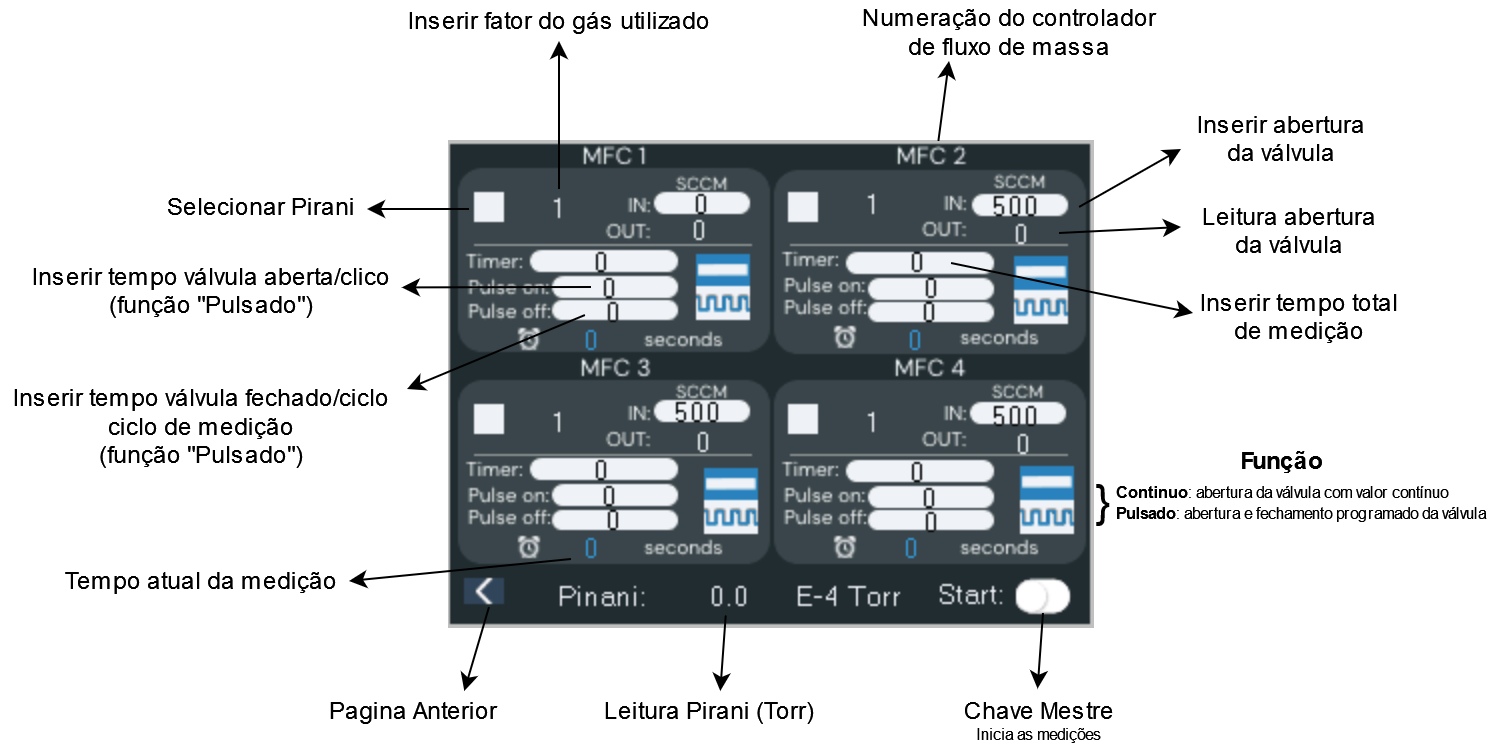 Inserir fator do gás utilizado
Numeração do controlador
de fluxo de massa
Inserir abertura
da válvula
Selecionar Pirani
Leitura abertura
da válvula
Inserir tempo válvula aberta/clico
(função "Pulsado")
Inserir tempo total
de medição
Inserir tempo válvula fechado/ciclo
ciclo de medição
(função "Pulsado")
Função
Continuo: abertura da válvula com valor contínuo
Pulsado: abertura e fechamento programado da válvula
Tempo atual da medição
MFC 1
SCCM
1 IN: 0
OUT: 0
Timer: 0
Pulse on: 0
Pulse off: 0
0 seconds
MFC 2
SCCM
1 IN: 500
OUT: 0
Timer: 0
Pulse on: 0
Pulse off: 0
0 seconds
MFC 3
SCCM
1 IN: 500
OUT: 0
Timer: 0
Pulse on: 0
Pulse off: 0
0 seconds
MFC 4
SCCM
1 IN: 500
OUT: 0
Timer: 0
Pulse on: 0
Pulse off: 0
0 seconds
Pinani: 0.0 E-4 Torr Start:
Pagina Anterior
Leitura Pirani (Torr)
Chave Mestre
Inicia as medições